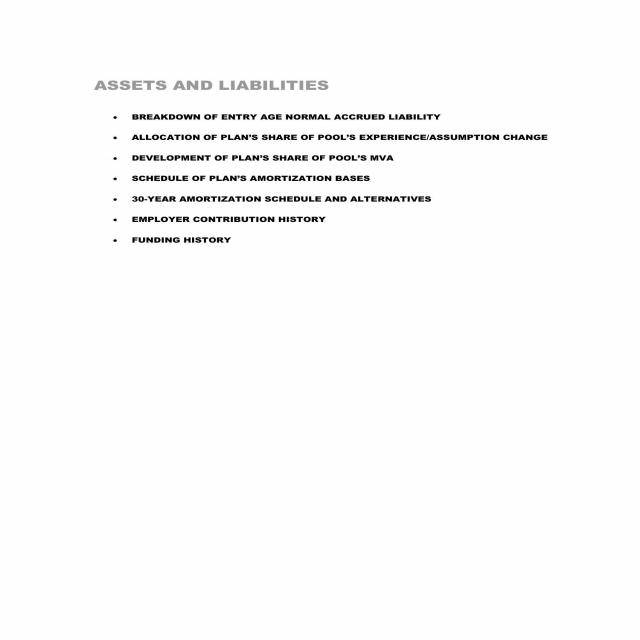 ASSETS AND LIABILITIES
• BREAKDOWN OF ENTRY AGE NORMAL ACCRUED LIABILITY
• ALLOCATION OF PLAN'S SHARE OF POOL'S EXPERIENCE/ASSUMPTION CHANGE
• DEVELOPMENT OF PLAN'S SHARE OF POOL'S MVA
• SCHEDULE OF PLAN'S AMORTIZATION BASES
• 30-YEAR AMORTIZATION SCHEDULE AND ALTERNATIVES
• EMPLOYER CONTRIBUTION HISTORY
• FUNDING HISTORY